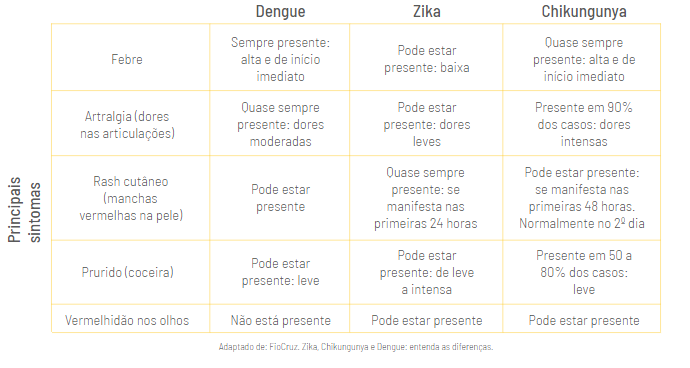 Dengue Zika Chikungunya
Principais
sintomas
Febre
Sempre presente:
alta e de início
imediato
Pode estar
presente: baixa
Quase sempre
presente: alta e de
início imediato
Artralgia (dores
nas articulações)
Quase sempre
presente: dores
moderadas
Pode estar
presente: dores
leves
Presente em 90%
dos casos: dores
intensas
Rash cutâneo
(manchas
vermelhas na pele)
Pode estar
presente
Quase sempre
presente: se
manifesta nas
primeiras 24 horas
Pode estar presente:
se manifesta nas
primeiras 48 horas.
Normalmente no 2º dia
Prurido (coceira)
Pode estar
presente: leve
Pode estar
presente: de leve
a intensa
Presente em 50 a
80% dos casos:
leve
Vermelhidão nos olhos
Não está presente
Pode estar presente
Pode estar presente
Adaptado de: FioCruz. Zika, Chikungunya e Dengue: entenda as diferenças.